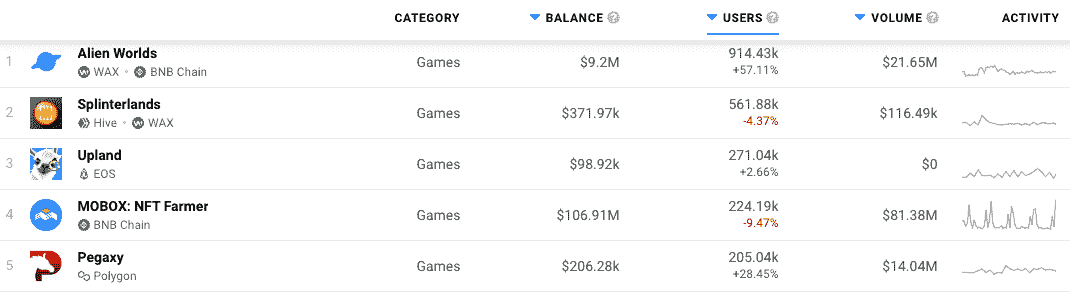 CATEGORY BALANCE USERS VOLUME ACTIVITY
1 Alien Worlds Games $9.2M 914.43k $21.65M
WAX • BNB Chain +57.11%
2 Splinterlands Games $371.97k 561.88k $116.49k
Hive • WAX -4.37%
3 Upland Games $98.92k 271.04k $0
EOS +2.66%
4 MOBOX: NFT Farmer Games $106.91M 224.19k $81.38M
BNB Chain -9.47%
5 Pegaxy Games $206.28k 205.04k $14.04M
Polygon +28.45%